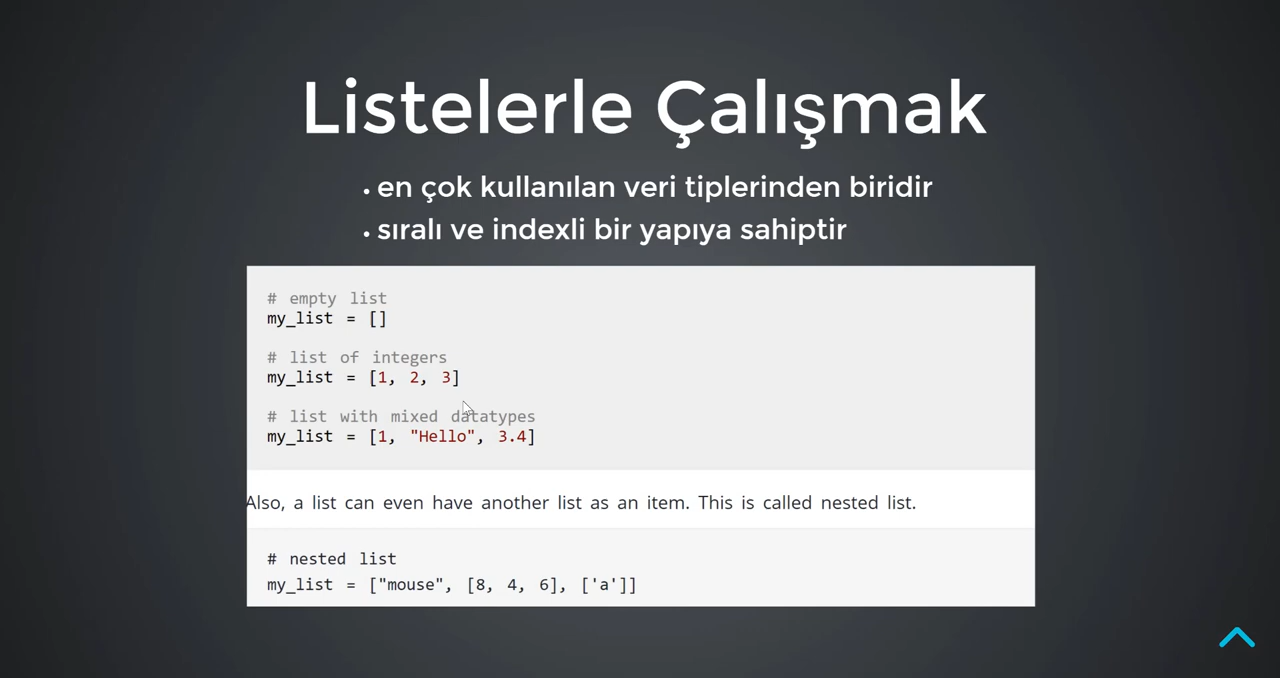 Listelerle Çalışmak
• en çok kullanılan veri tiplerinden biridir
• sıralı ve indexli bir yapıya sahiptir
# empty list
my_list = []
# list of integers
my_list = [1, 2, 3]
# list with mixed datatypes
my_list = [1, "Hello", 3.4]
Also, a list can even have another list as an item. This is called nested list.
# nested list
my_list = ["mouse", [8, 4, 6], ['a']]